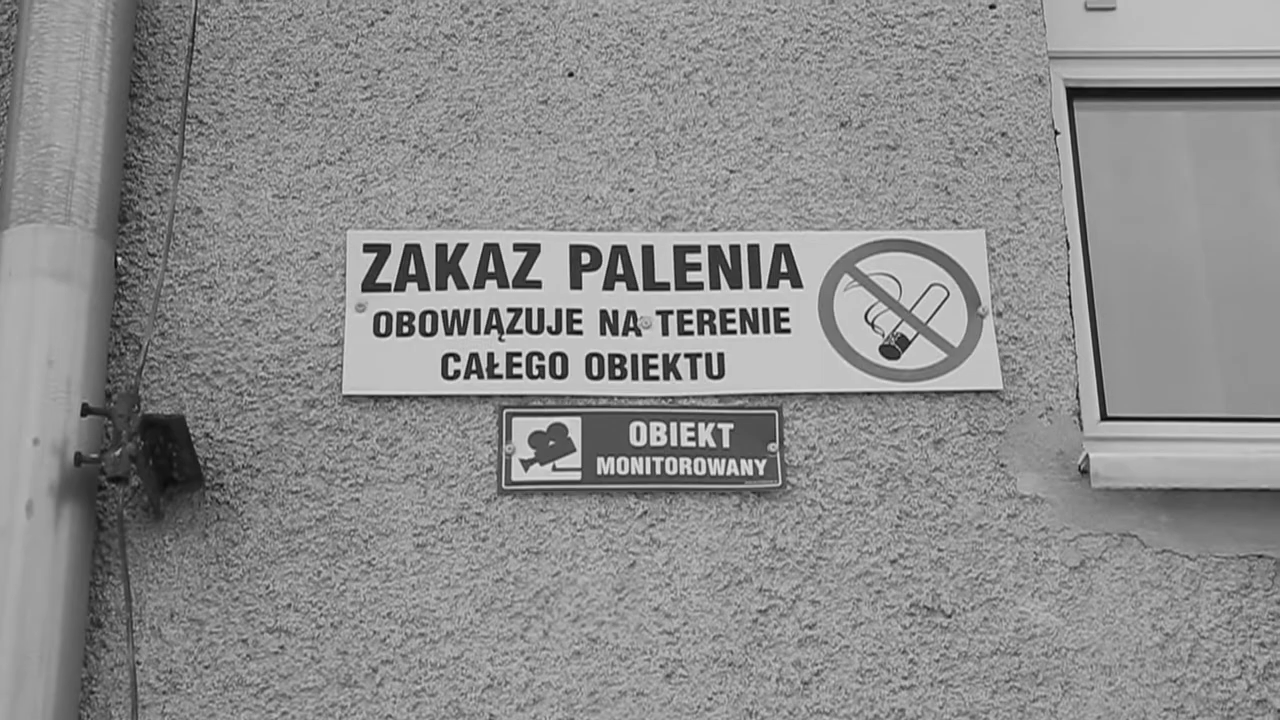 ZAKAZ PALENIA
OBOWIĄZUJE NA TERENIE
CAŁEGO OBIEKTU
OBIEKT
MONITOROWANY